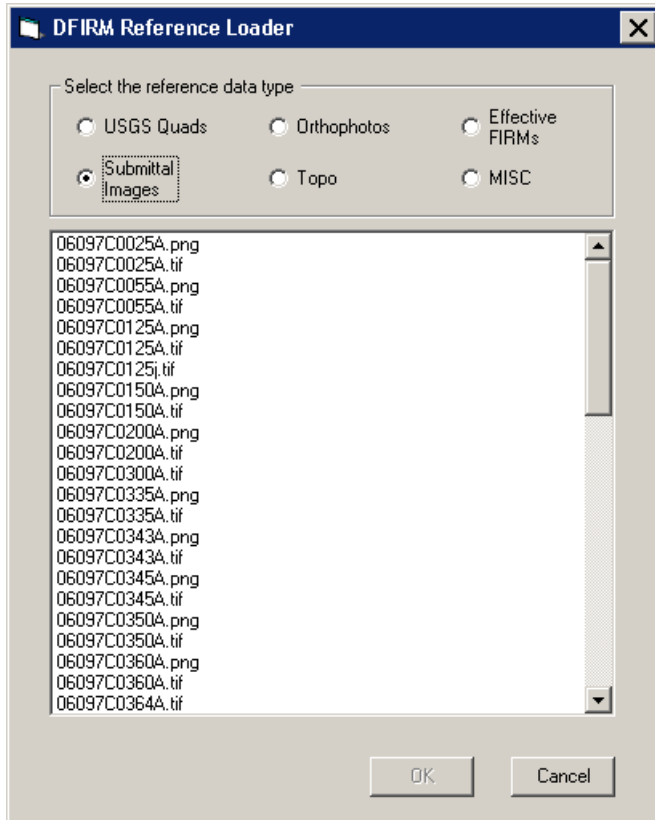 DFIRM Reference Loader
Select the reference data type
USGS Quads
Orthophotos
Effective
FIRMs
Submittal
Images
Topo
MISC
06097C0025A.png
06097C0025A.tif
06097C0055A.png
06097C0055A.tif
06097C0125A.png
06097C0125A.tif
06097C0125j.tif
06097C0150A.png
06097C0150A.tif
06097C0200A.png
06097C0200A.tif
06097C0300A.tif
06097C0335A.png
06097C0335A.tif
06097C0343A.png
06097C0343A.tif
06097C0345A.png
06097C0345A.tif
06097C0350A.png
06097C0350A.tif
06097C0360A.png
06097C0360A.tif
06097C0364A.tif
OK
Cancel